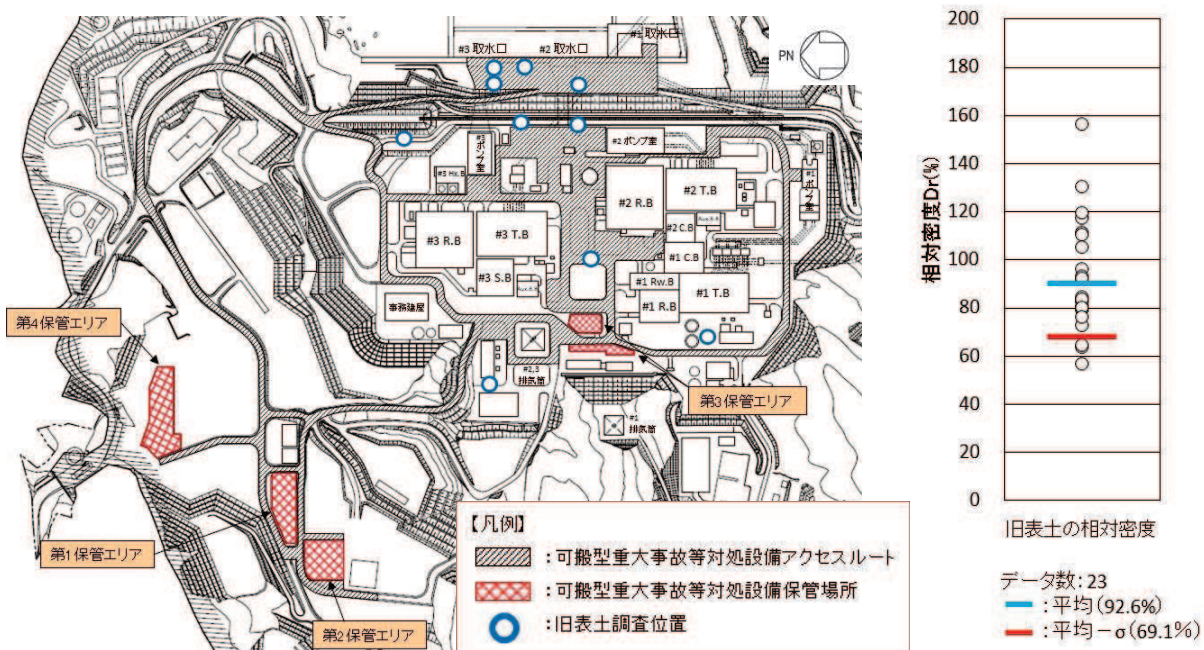 #3 取水口
#2 取水口
#1 取水口
PN
#3 ポンプ室
#2 ポンプ室
#1 ポンプ室
#3 Hx.B
#2 R.B
#2 T.B
#3 R.B
#3 T.B
#2 C.B
#1 C.B
#3 S.B
#1 Rw.B
#1 R.B
#1 T.B
事務建屋
#2,3
排気筒
#1
排気筒
第4保管エリア
第3保管エリア
第1保管エリア
第2保管エリア
【凡例】
:可搬型重大事故等対処設備アクセスルート
:可搬型重大事故等対処設備保管場所
:旧表土調査位置
相対密度Dr(%)
200
180
160
140
120
100
80
60
40
20
0
旧表土の相対密度
データ数:23
:平均(92.6%)
:平均-σ(69.1%)